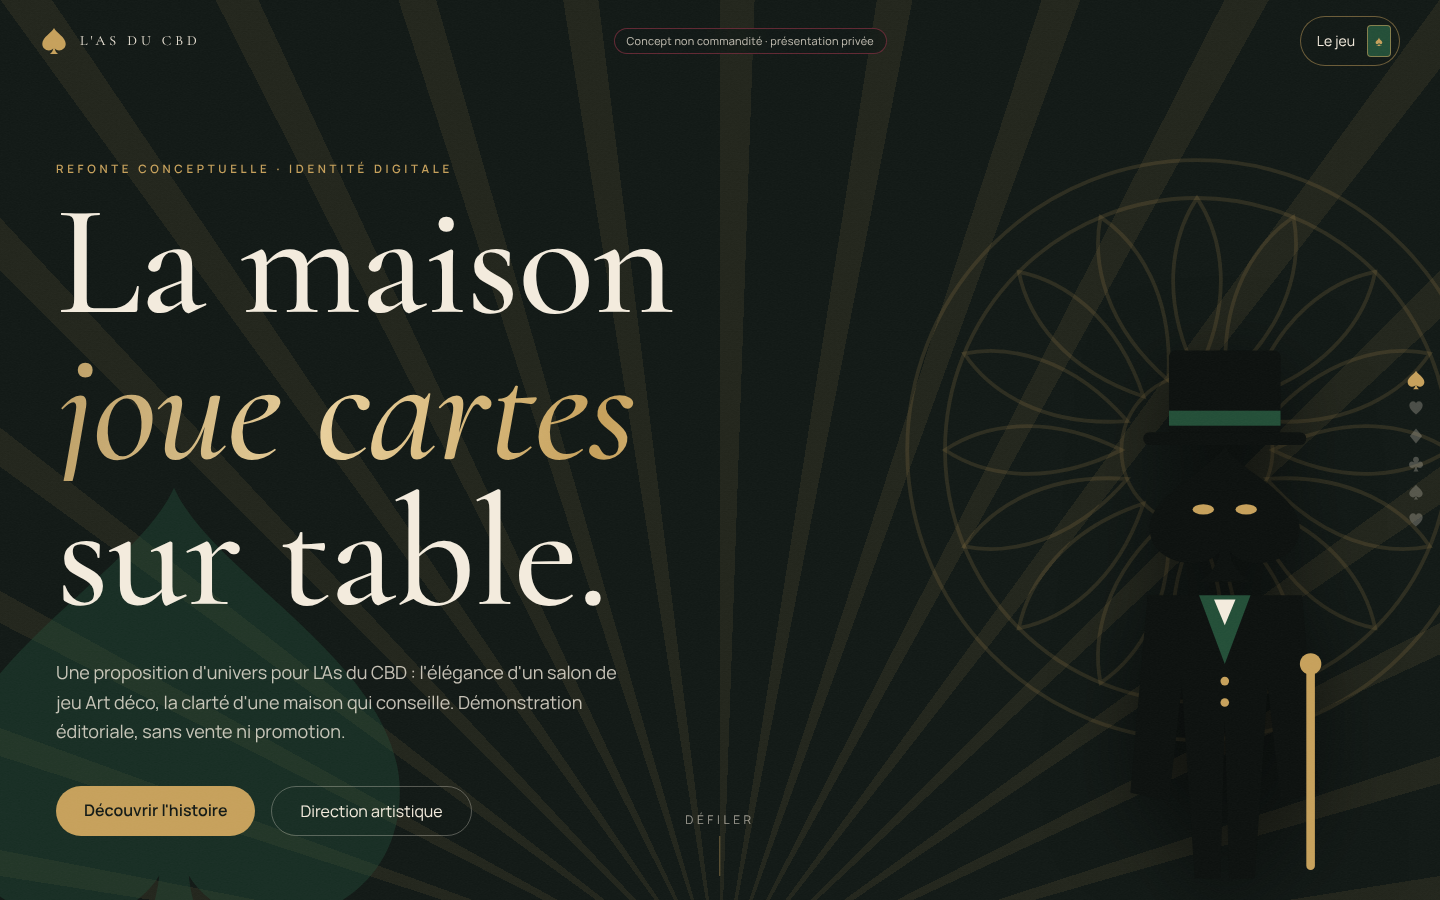 L'AS DU CBD
Concept non commandité · présentation privée
Le jeu
REFONTE CONCEPTUELLE · IDENTITÉ DIGITALE
La maison
joue cartes
sur table.
Une proposition d'univers pour L'As du CBD : l'élégance d'un salon de
jeu Art déco, la clarté d'une maison qui conseille. Démonstration
éditoriale, sans vente ni promotion.
Découvrir l'histoire
Direction artistique
DÉFILER